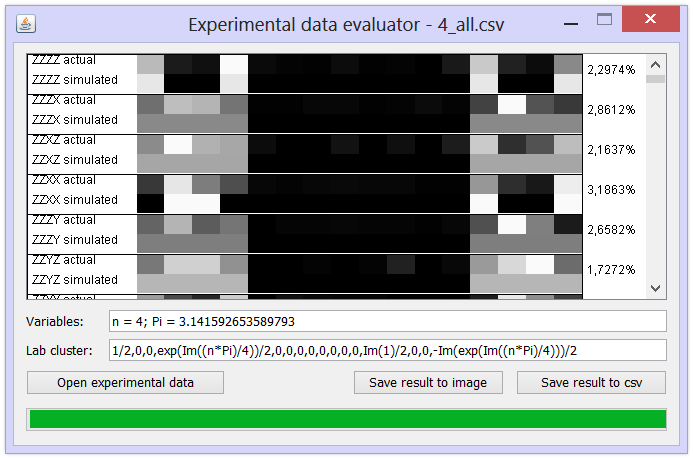 Experimental data evaluator - 4_all.csv
ZZZZ actual
2,2974%
ZZZZ simulated
ZZZX actual
2,8612%
ZZZX simulated
ZZXZ actual
2,1637%
ZZXZ simulated
ZZXX actual
3,1863%
ZZXX simulated
ZZZY actual
2,6582%
ZZZY simulated
ZZYZ actual
1,7272%
ZZYZ simulated
Variables: n = 4; Pi = 3.141592653589793
Lab cluster: 1/2,0,0,exp(Im((n*Pi)/4))/2,0,0,0,0,0,0,0,0,Im(1)/2,0,0,-Im(exp(Im((n*Pi)/4)))/2
Open experimental data Save result to image Save result to csv